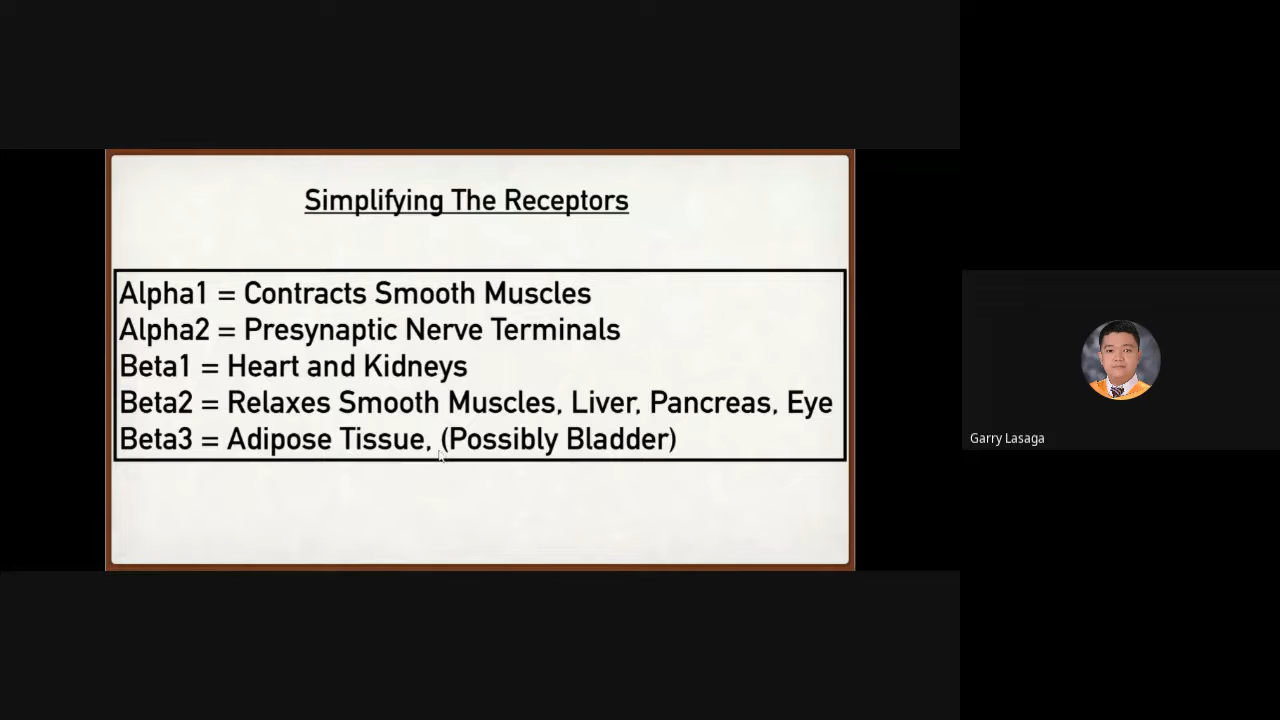 Simplifying The Receptors
Alpha1 = Contracts Smooth Muscles
Alpha2 = Presynaptic Nerve Terminals
Beta1 = Heart and Kidneys
Beta2 = Relaxes Smooth Muscles, Liver, Pancreas, Eye
Beta3 = Adipose Tissue, (Possibly Bladder)
Garry Lasaga